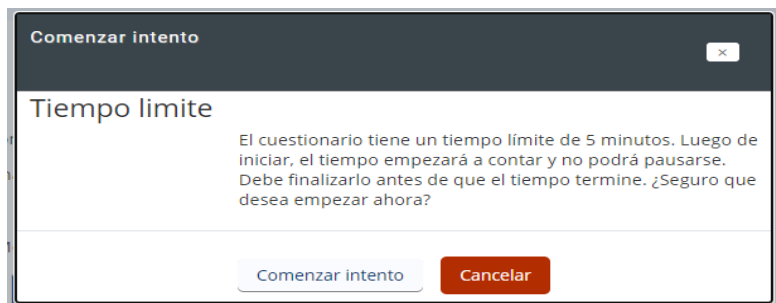 Comenzar intento
×
Tiempo limite
El cuestionario tiene un tiempo límite de 5 minutos. Luego de
iniciar, el tiempo empezará a contar y no podrá pausarse.
Debe finalizarlo antes de que el tiempo termine. ¿Seguro que
desea empezar ahora?
Comenzar intento
Cancelar